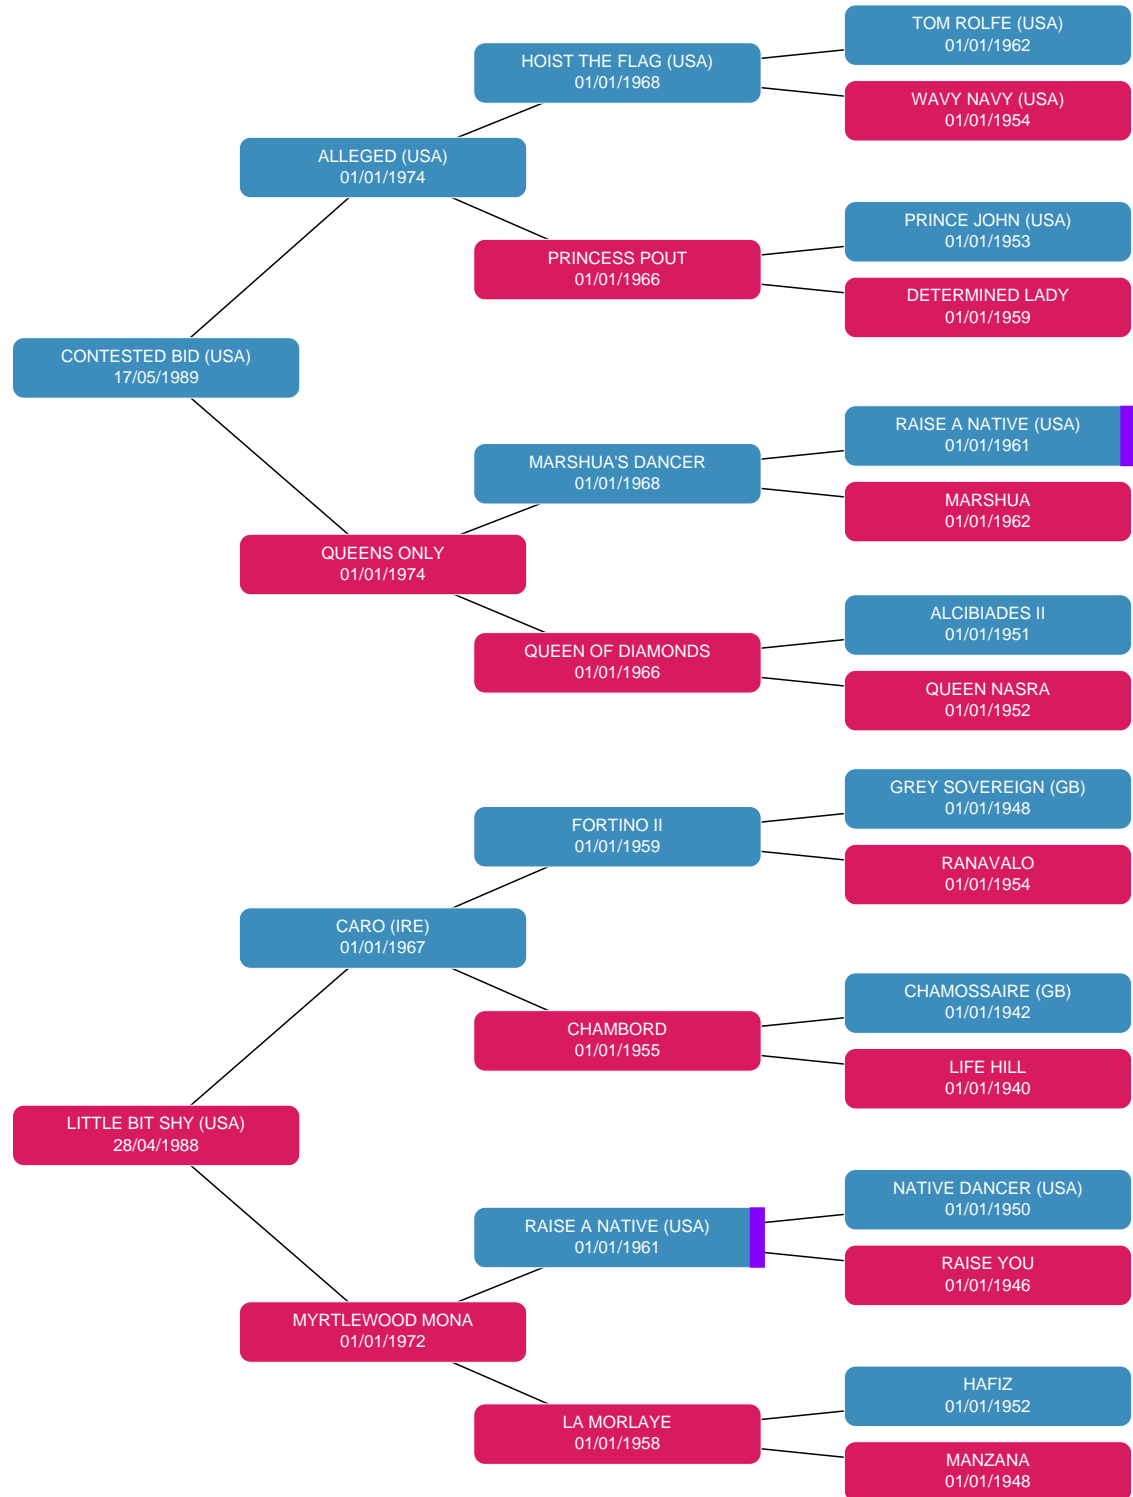 TOM ROLFE (USA)
01/01/1962
HOIST THE FLAG (USA)
01/01/1968
WAVY NAVY (USA)
01/01/1954
ALLEGED (USA)
01/01/1974
PRINCE JOHN (USA)
01/01/1953
PRINCESS POUT
01/01/1966
DETERMINED LADY
01/01/1959
CONTESTED BID (USA)
17/05/1989
RAISE A NATIVE (USA)
01/01/1961
MARSHUA'S DANCER
01/01/1968
MARSHUA
01/01/1962
QUEENS ONLY
01/01/1974
ALCIBIADES II
01/01/1951
QUEEN OF DIAMONDS
01/01/1966
QUEEN NASRA
01/01/1952
GREY SOVEREIGN (GB)
01/01/1948
FORTINO II
01/01/1959
RANAVALO
01/01/1954
CARO (IRE)
01/01/1967
CHAMOSSAIRE (GB)
01/01/1942
CHAMBORD
01/01/1955
LIFE HILL
01/01/1940
LITTLE BIT SHY (USA)
28/04/1988
NATIVE DANCER (USA)
01/01/1950
RAISE A NATIVE (USA)
01/01/1961
RAISE YOU
01/01/1946
MYRTLEWOOD MONA
01/01/1972
HAFIZ
01/01/1952
LA MORLAYE
01/01/1958
MANZANA
01/01/1948